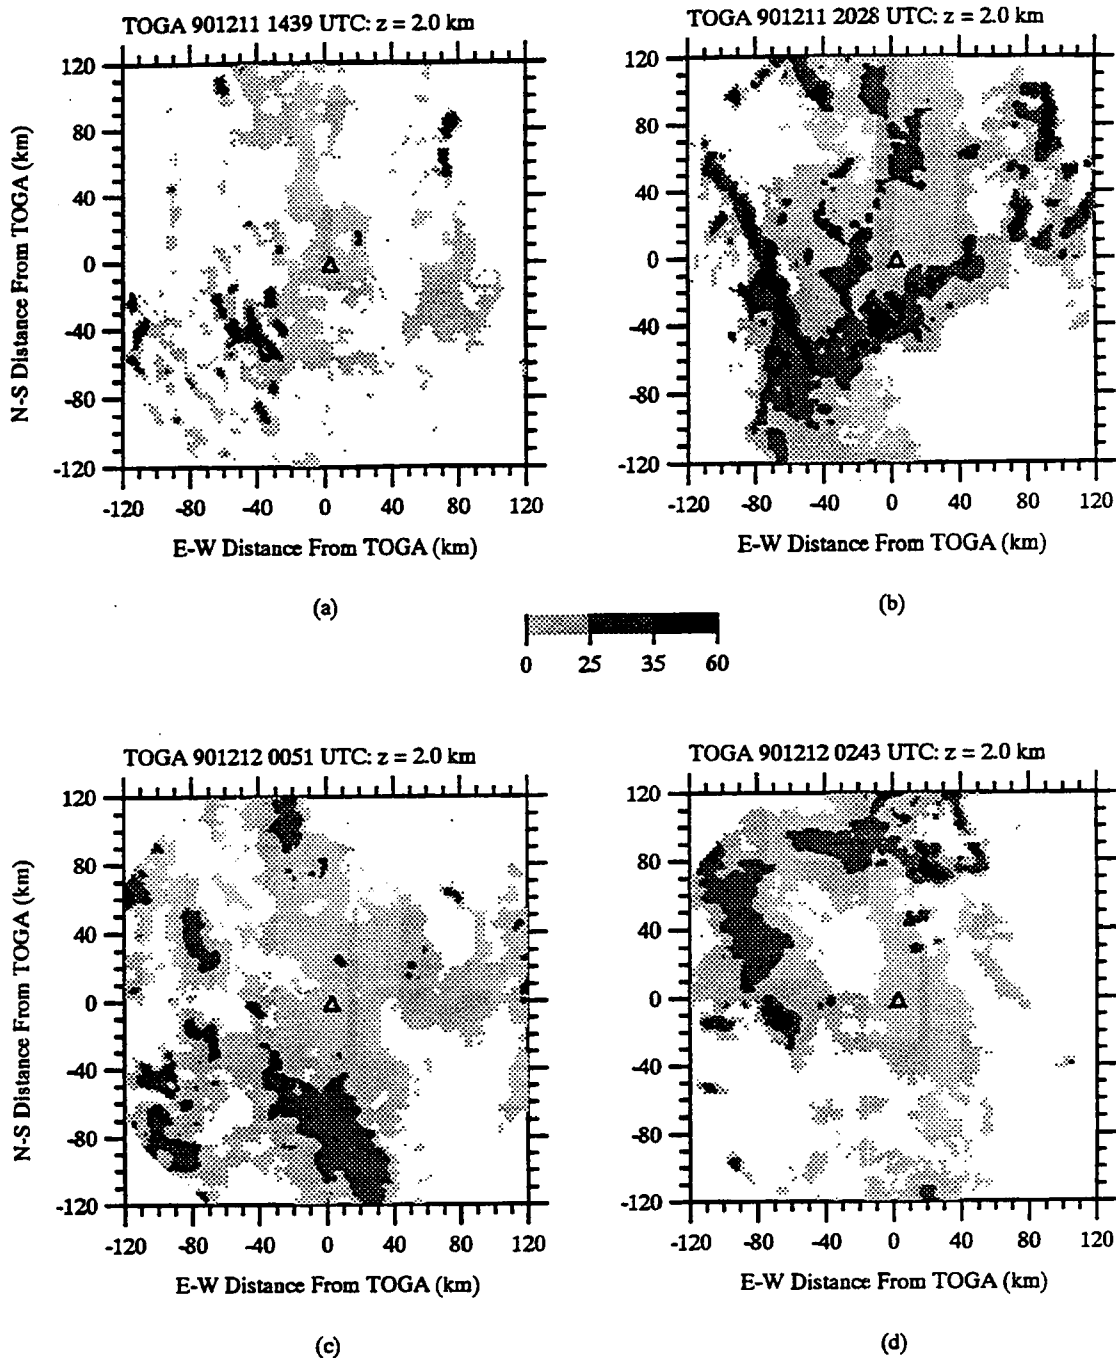 TOGA 901211 1439 UTC: z = 2.0 km
120
80
40
0
-40
-80
-120
N-S Distance From TOGA (km)
-120 -80 -40 0 40 80 120
E-W Distance From TOGA (km)
(a)
TOGA 901211 2028 UTC: z = 2.0 km
120
80
40
0
-40
-80
-120
-120 -80 -40 0 40 80 120
E-W Distance From TOGA (km)
(b)
0 25 35 60
TOGA 901212 0051 UTC: z = 2.0 km
120
80
40
0
-40
-80
-120
N-S Distance From TOGA (km)
-120 -80 -40 0 40 80 120
E-W Distance From TOGA (km)
(c)
TOGA 901212 0243 UTC: z = 2.0 km
120
80
40
0
-40
-80
-120
-120 -80 -40 0 40 80 120
E-W Distance From TOGA (km)
(d)